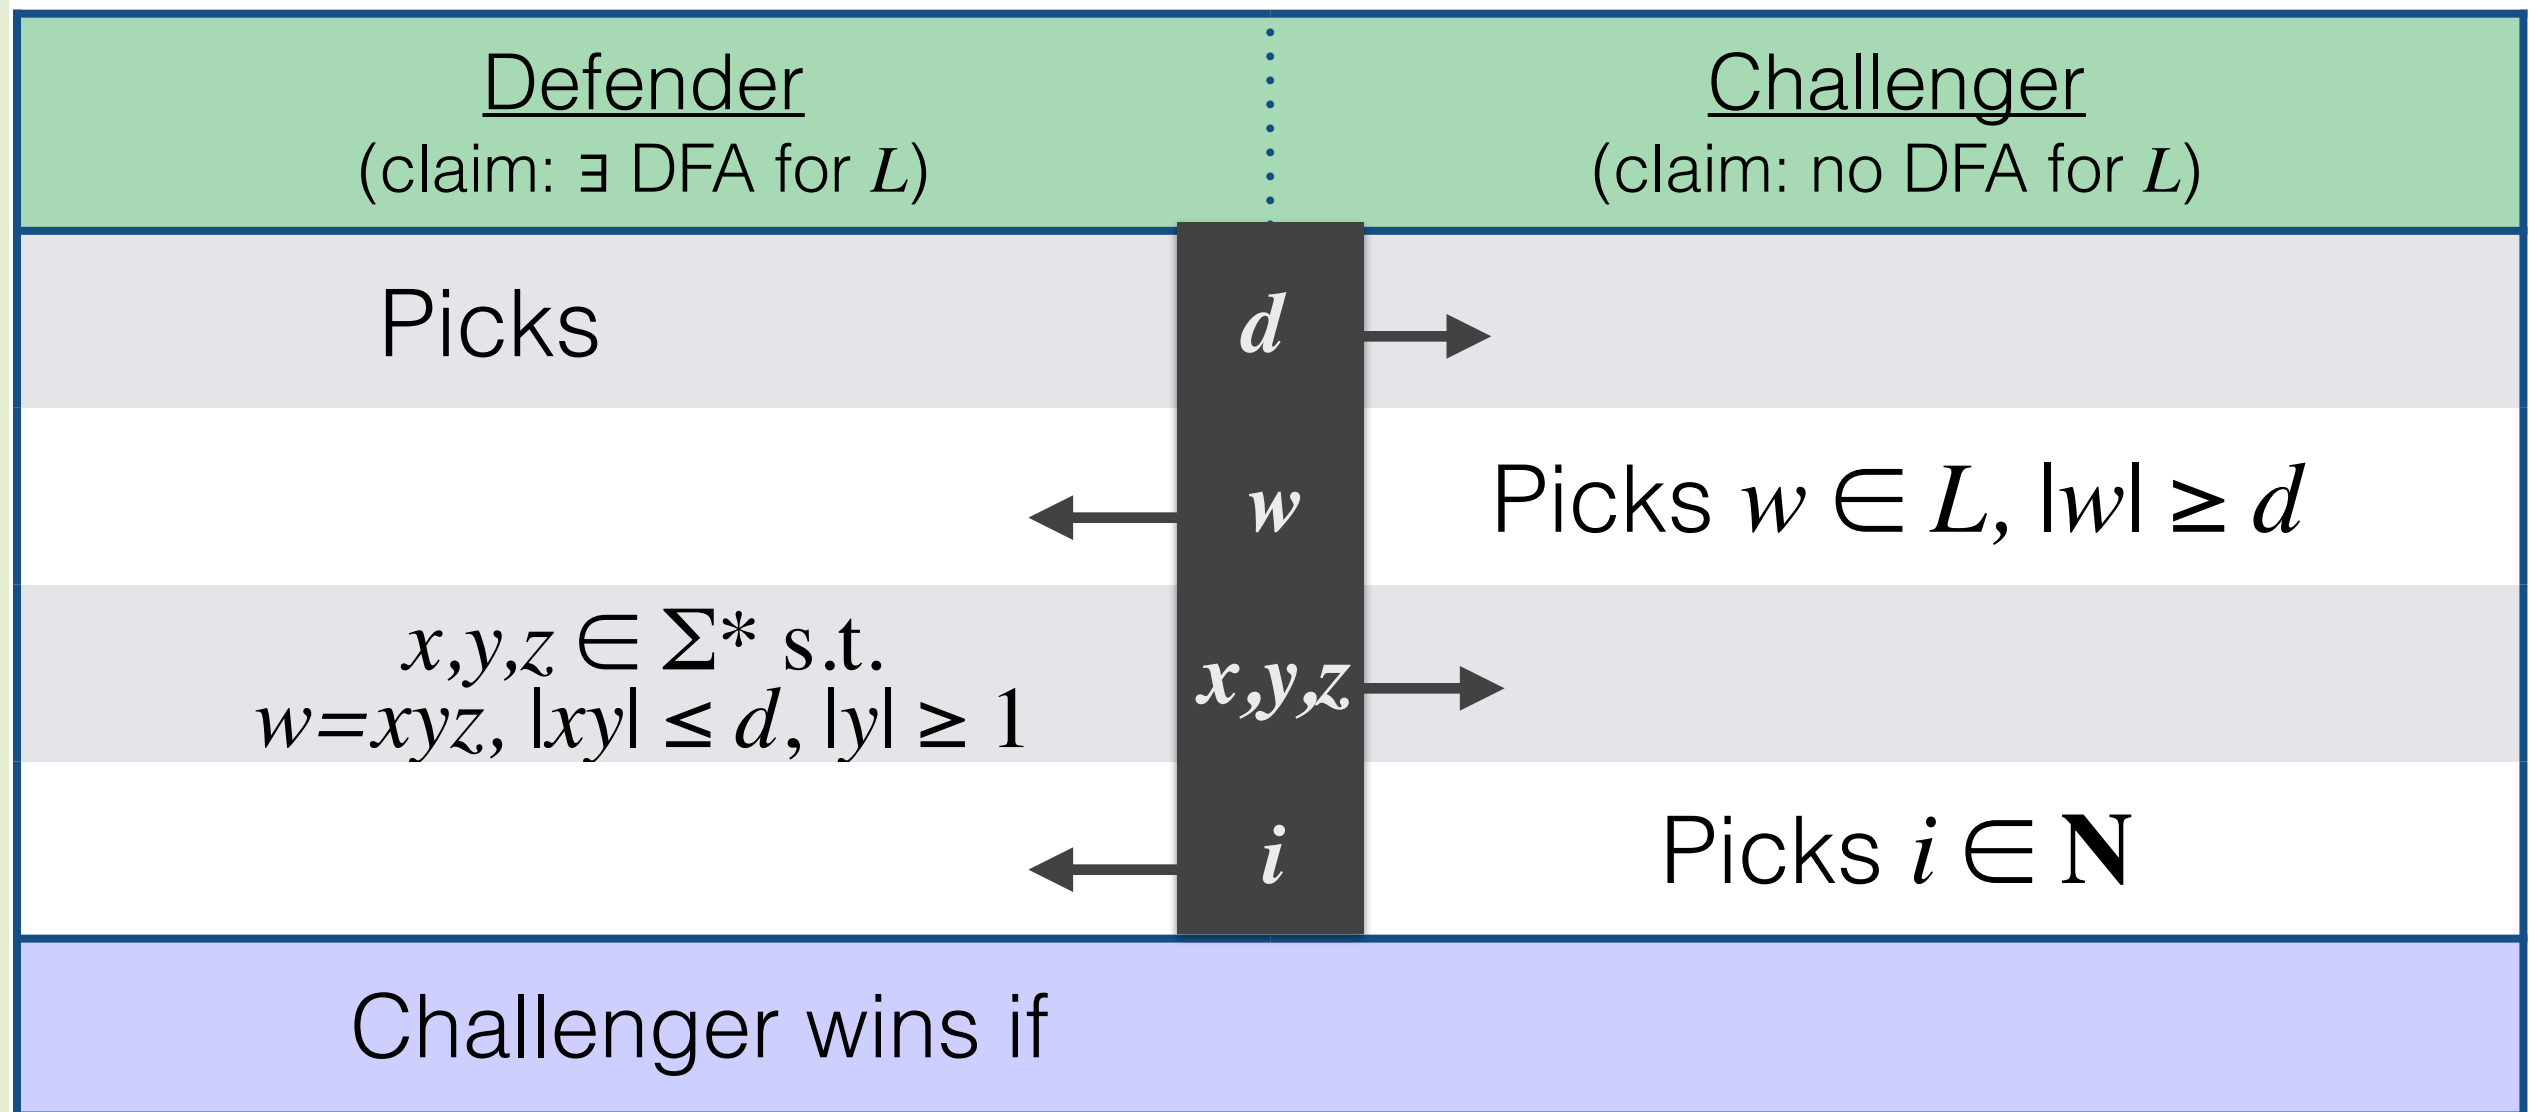 Defender
(claim: ∃ DFA for L)
Challenger
(claim: no DFA for L)
Picks
d
w
Picks w ∈ L, |w| ≥ d
x,y,z ∈ Σ* s.t.
w=xyz, |xy| ≤ d, |y| ≥ 1
x,y,z
i
Picks i ∈ N
Challenger wins if